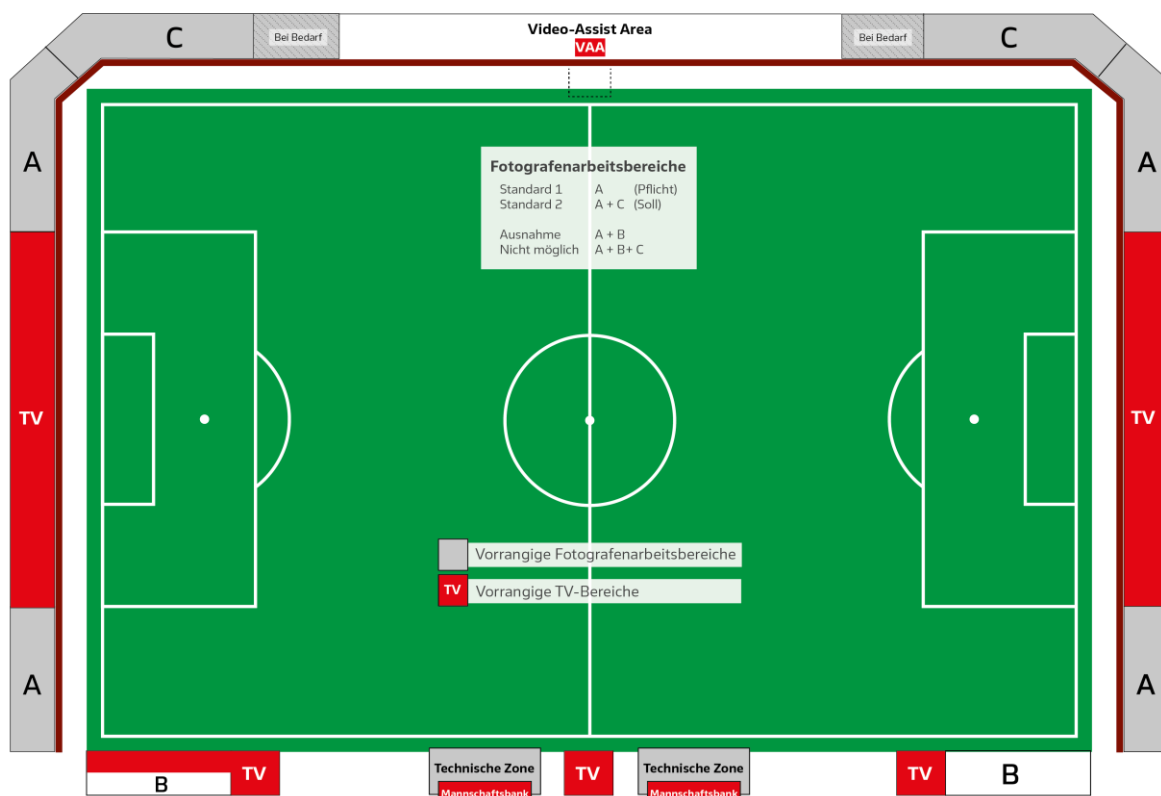 C
Bei Bedarf
Video-Assist Area
VAA
Bei Bedarf
C
A
A
Fotografenarbeitsbereiche
Standard 1 A (Pflicht)
Standard 2 A + C (Soll)
Ausnahme A + B
Nicht möglich A + B+ C
TV
TV
Vorrangige Fotografenarbeitsbereiche
TV Vorrangige TV-Bereiche
A
A
B
TV
Technische Zone
Mannschaftsbank
TV
Technische Zone
Mannschaftsbank
TV
B